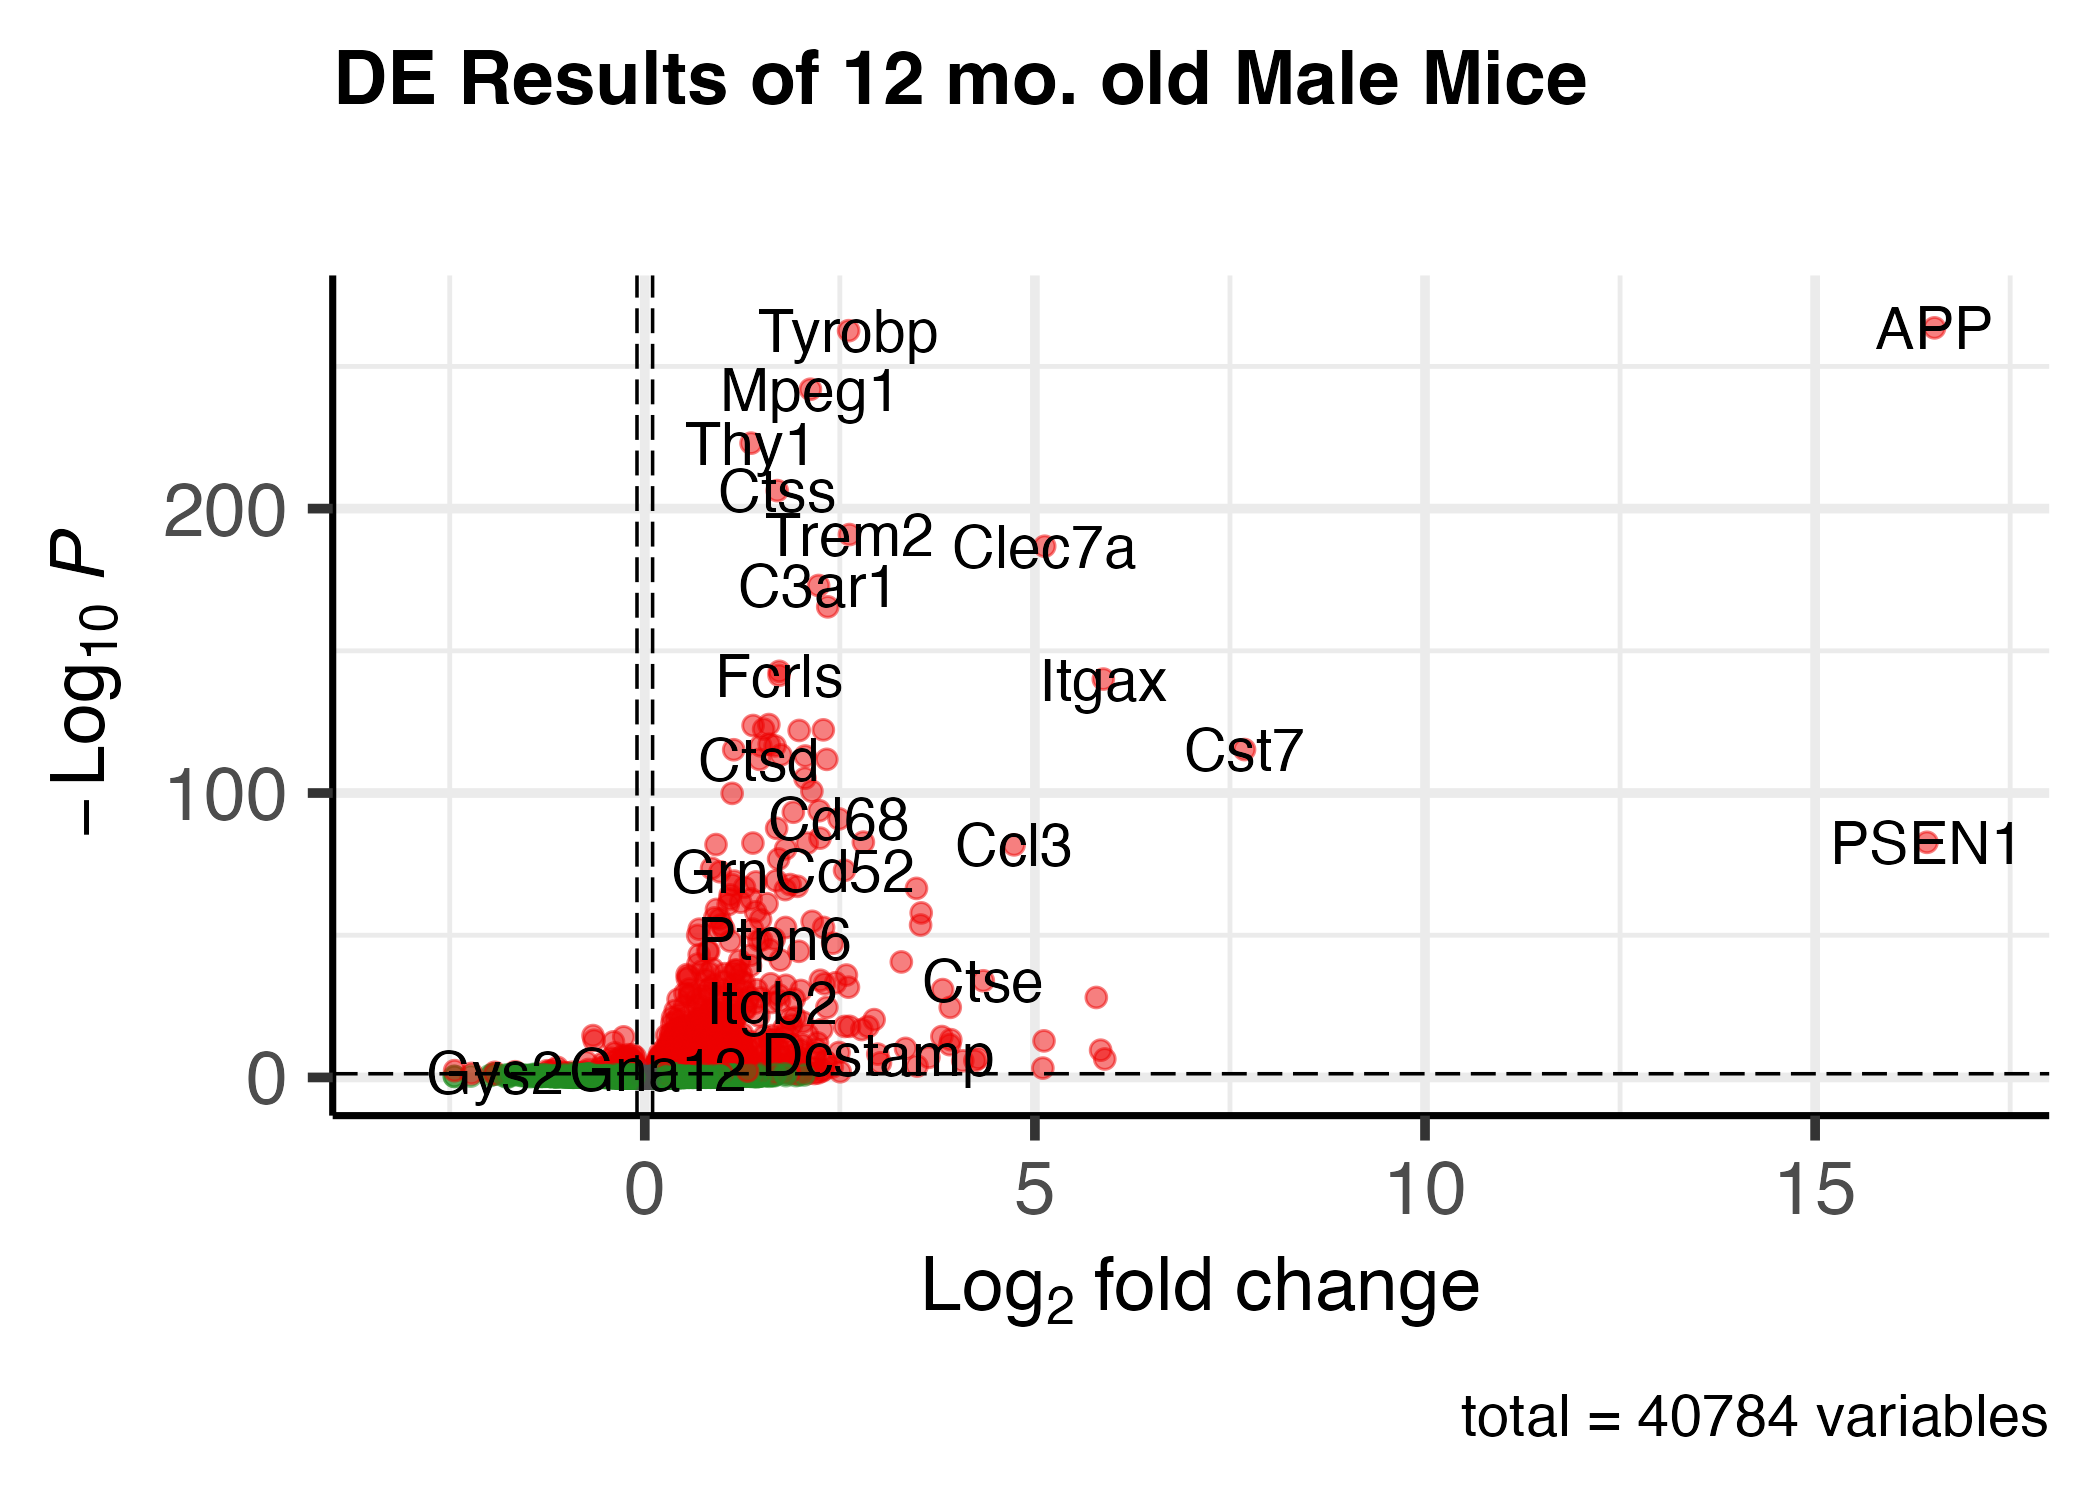 DE Results of 12 mo. old Male Mice
Tyrobp
APP
Mpeg1
Thy1
Ctss
Trem2
Clec7a
C3ar1
Fcrls
Itgax
Ctsd
Cst7
Cd68
Ccl3
PSEN1
Grn
Cd52
Ptpn6
Ctse
Itgb2
Dcstamp
Gys2
Gna12
200
100
0
−Log10 P
0 5 10 15
Log2 fold change
total = 40784 variables